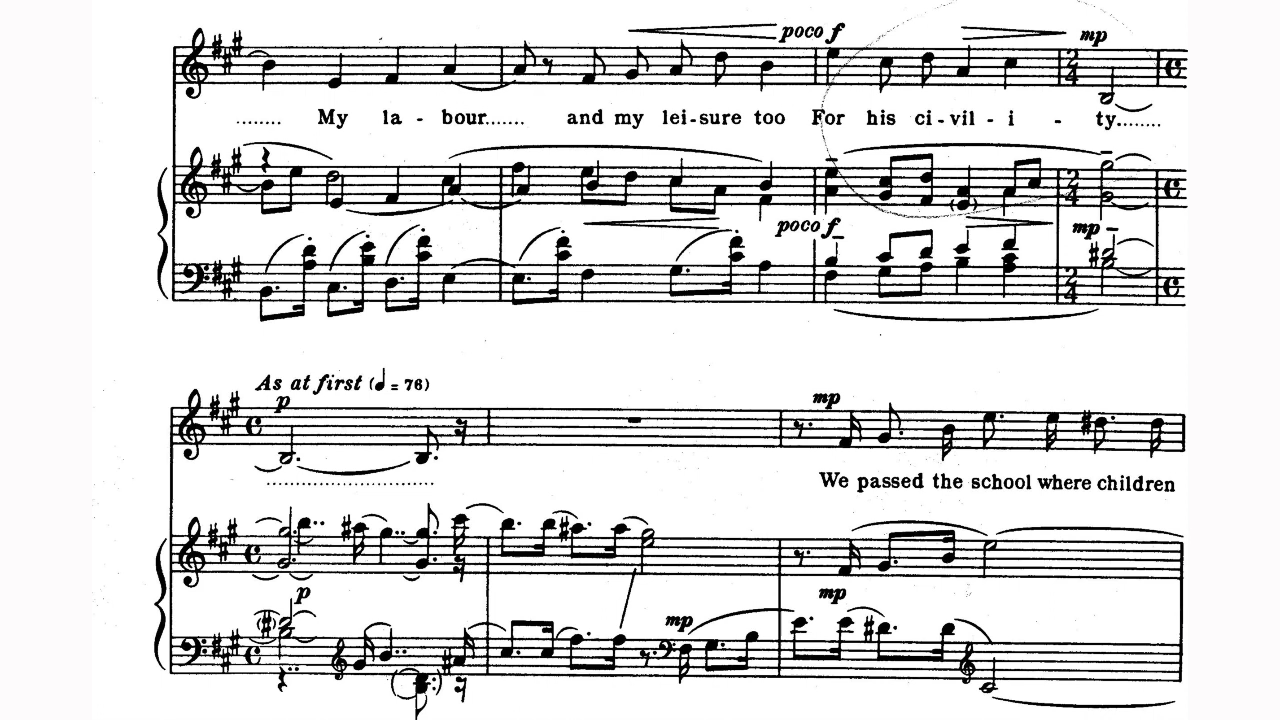 poco f mp
........ My la - bour....... and my lei-sure too For his ci-vil - i - ty.......
poco f mp
As at first (♩ = 76)
p mp
............................ We passed the school where children
p mp
mp